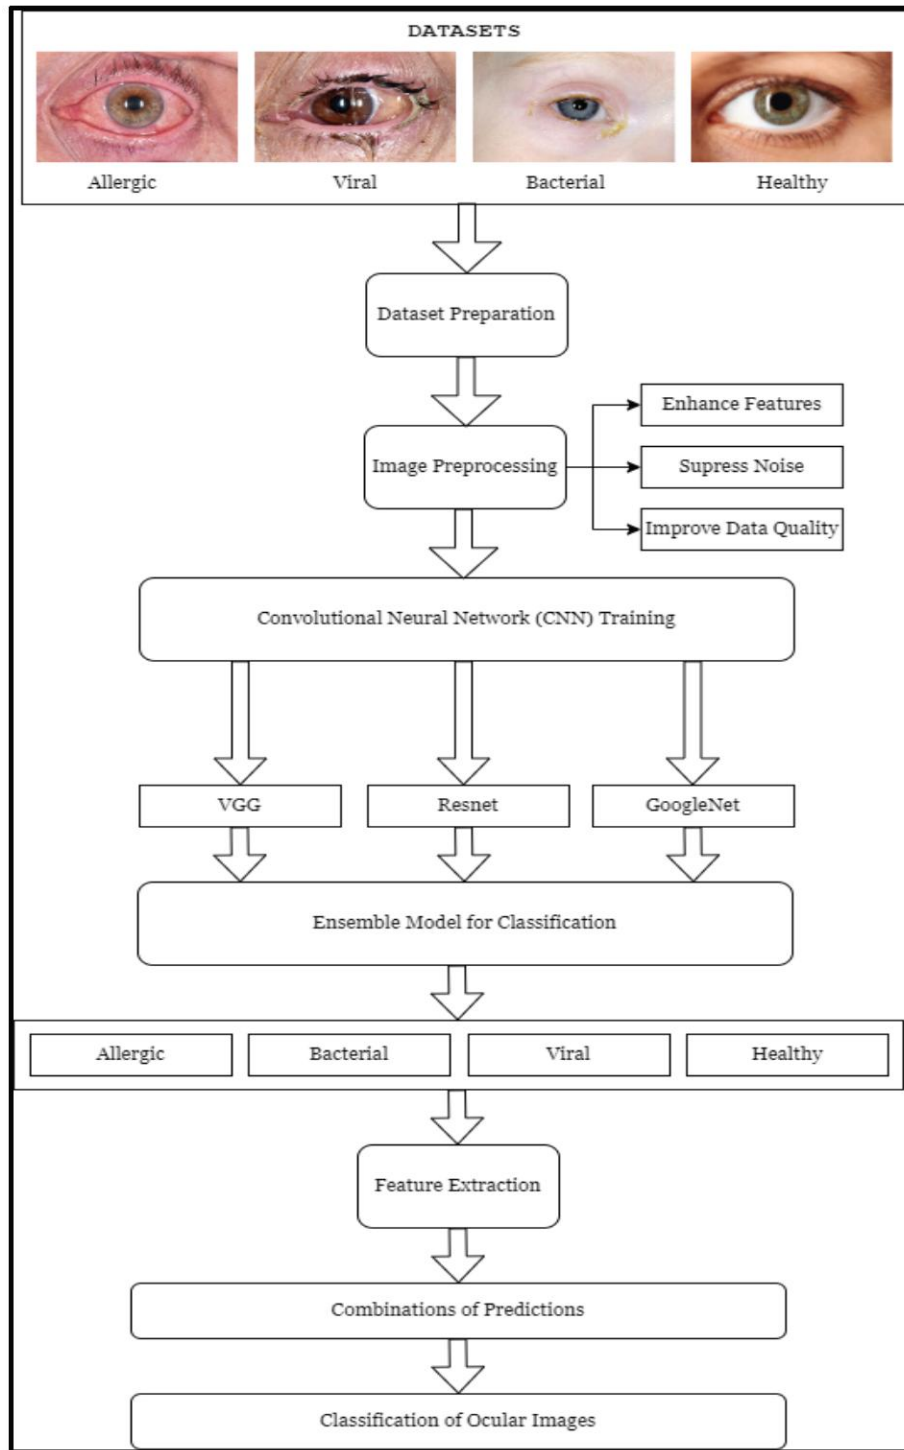 DATASETS
Allergic
Viral
Bacterial
Healthy
Dataset Preparation
Enhance Features
Image Preprocessing
Supress Noise
Improve Data Quality
Convolutional Neural Network (CNN) Training
VGG
Resnet
GoogleNet
Ensemble Model for Classification
Allergic
Bacterial
Viral
Healthy
Feature Extraction
Combinations of Predictions
Classification of Ocular Images